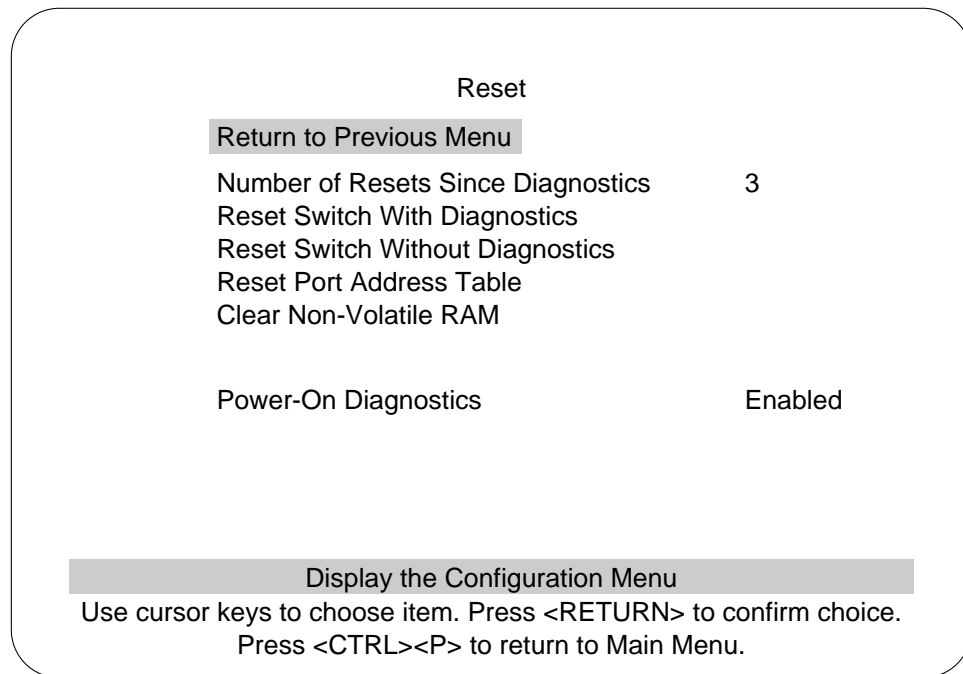 Reset
Return to Previous Menu
Number of Resets Since Diagnostics 3
Reset Switch With Diagnostics
Reset Switch Without Diagnostics
Reset Port Address Table
Clear Non-Volatile RAM
Power-On Diagnostics Enabled
Display the Configuration Menu
Use cursor keys to choose item. Press <RETURN> to confirm choice.
Press <CTRL><P> to return to Main Menu.